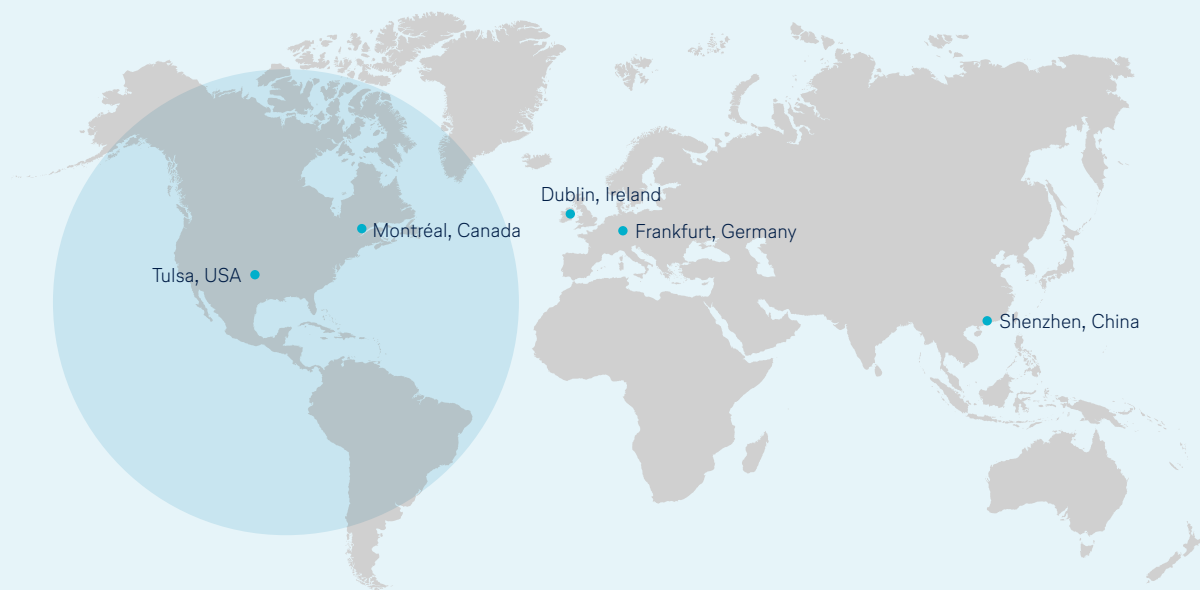 Dublin, Ireland
Montréal, Canada
Frankfurt, Germany
Tulsa, USA
Shenzhen, China